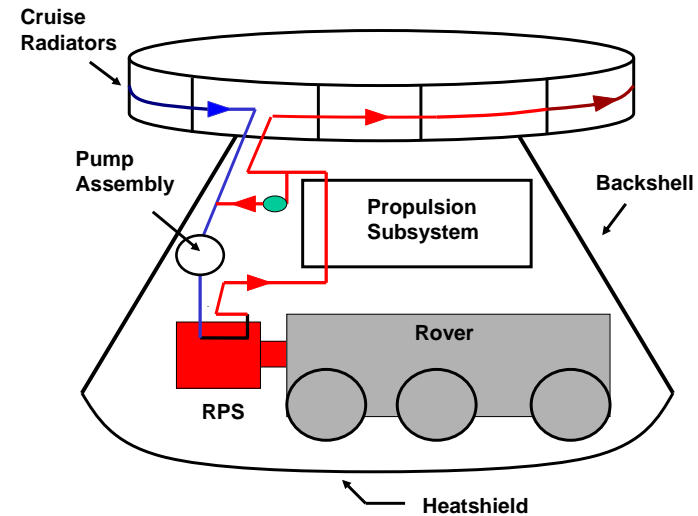 Cruise
Radiators
Pump
Assembly
Backshell
Propulsion
Subsystem
Rover
RPS
Heatshield